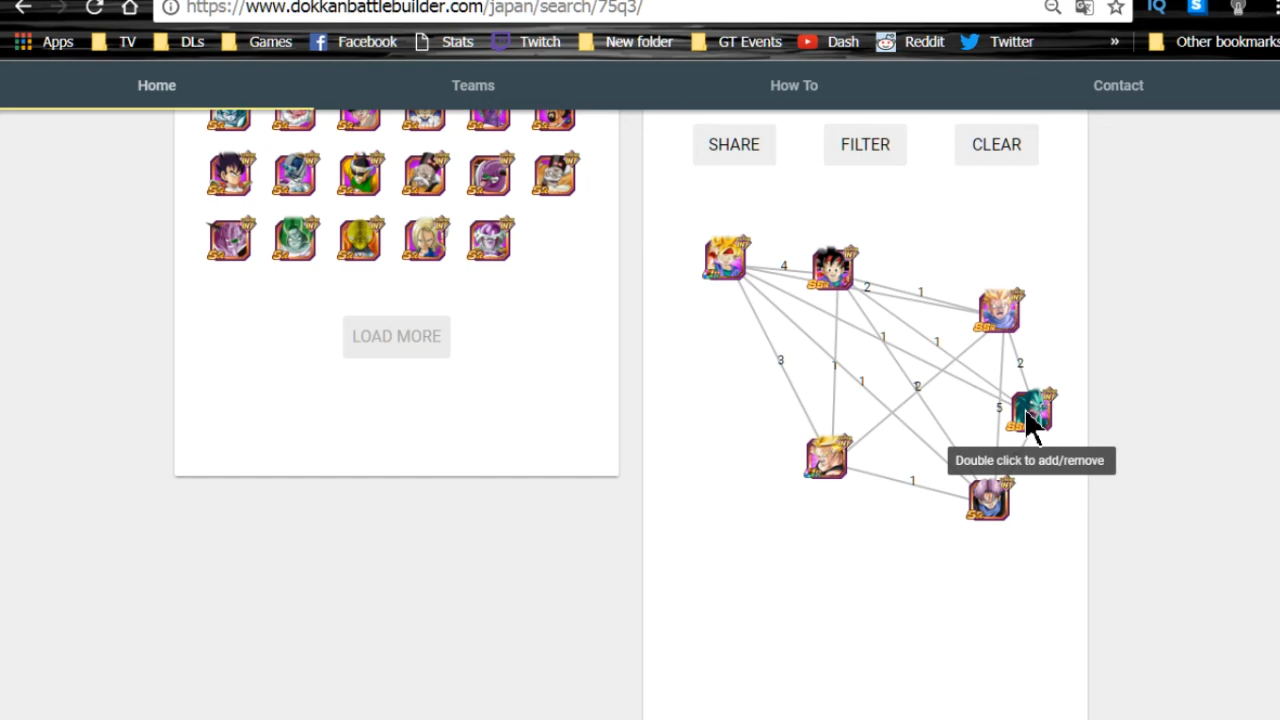 https://www.dokkanbattlebuilder.com/japan/search/75q3/
Apps TV DLs Games Facebook Stats Twitch New folder GT Events Dash Reddit Twitter » Other bookmarks
Home Teams How To Contact
SHARE FILTER CLEAR
LOAD MORE
4
2
1
1
1
3
1
1
2
2
5
1
Double click to add/remove